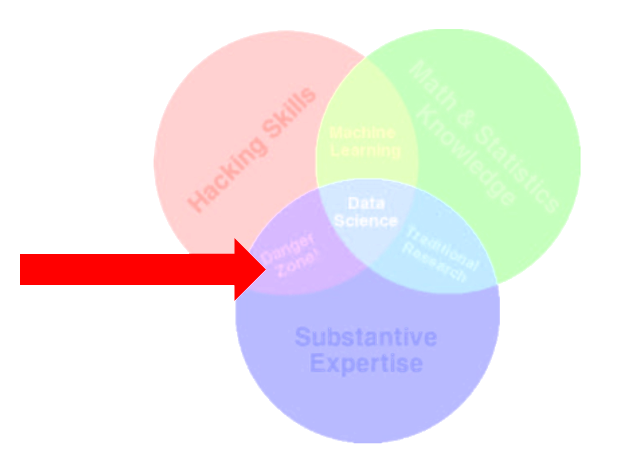 Hacking Skills
Math & Statistics
Knowledge
Machine
Learning
Data
Science
Danger
Zone!
Traditional
Research
Substantive
Expertise